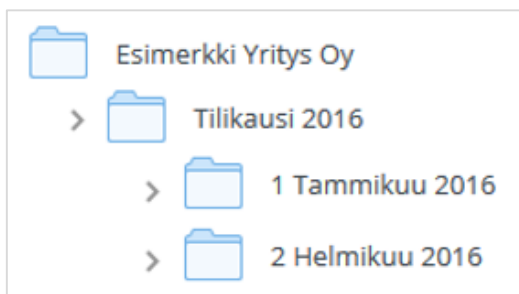 Esimerkki Yritys Oy
Tilikausi 2016
1 Tammikuu 2016
2 Helmikuu 2016